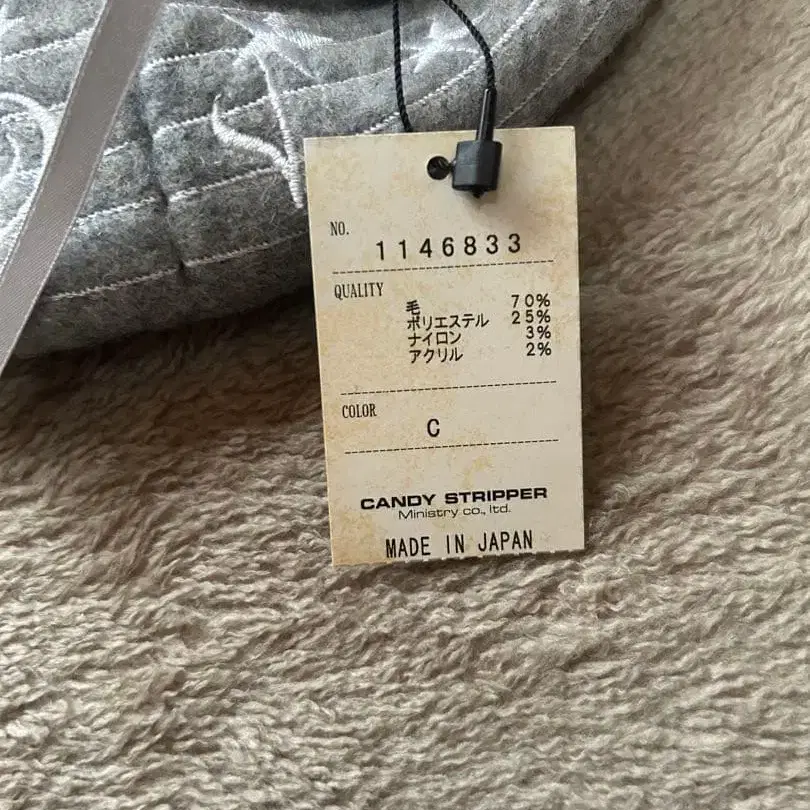 NO.
1146833
QUALITY
毛 70%
ポリエステル 25%
ナイロン 3%
アクリル 2%
COLOR
C
CANDY STRIPPER
Ministry co., ltd.
MADE IN JAPAN